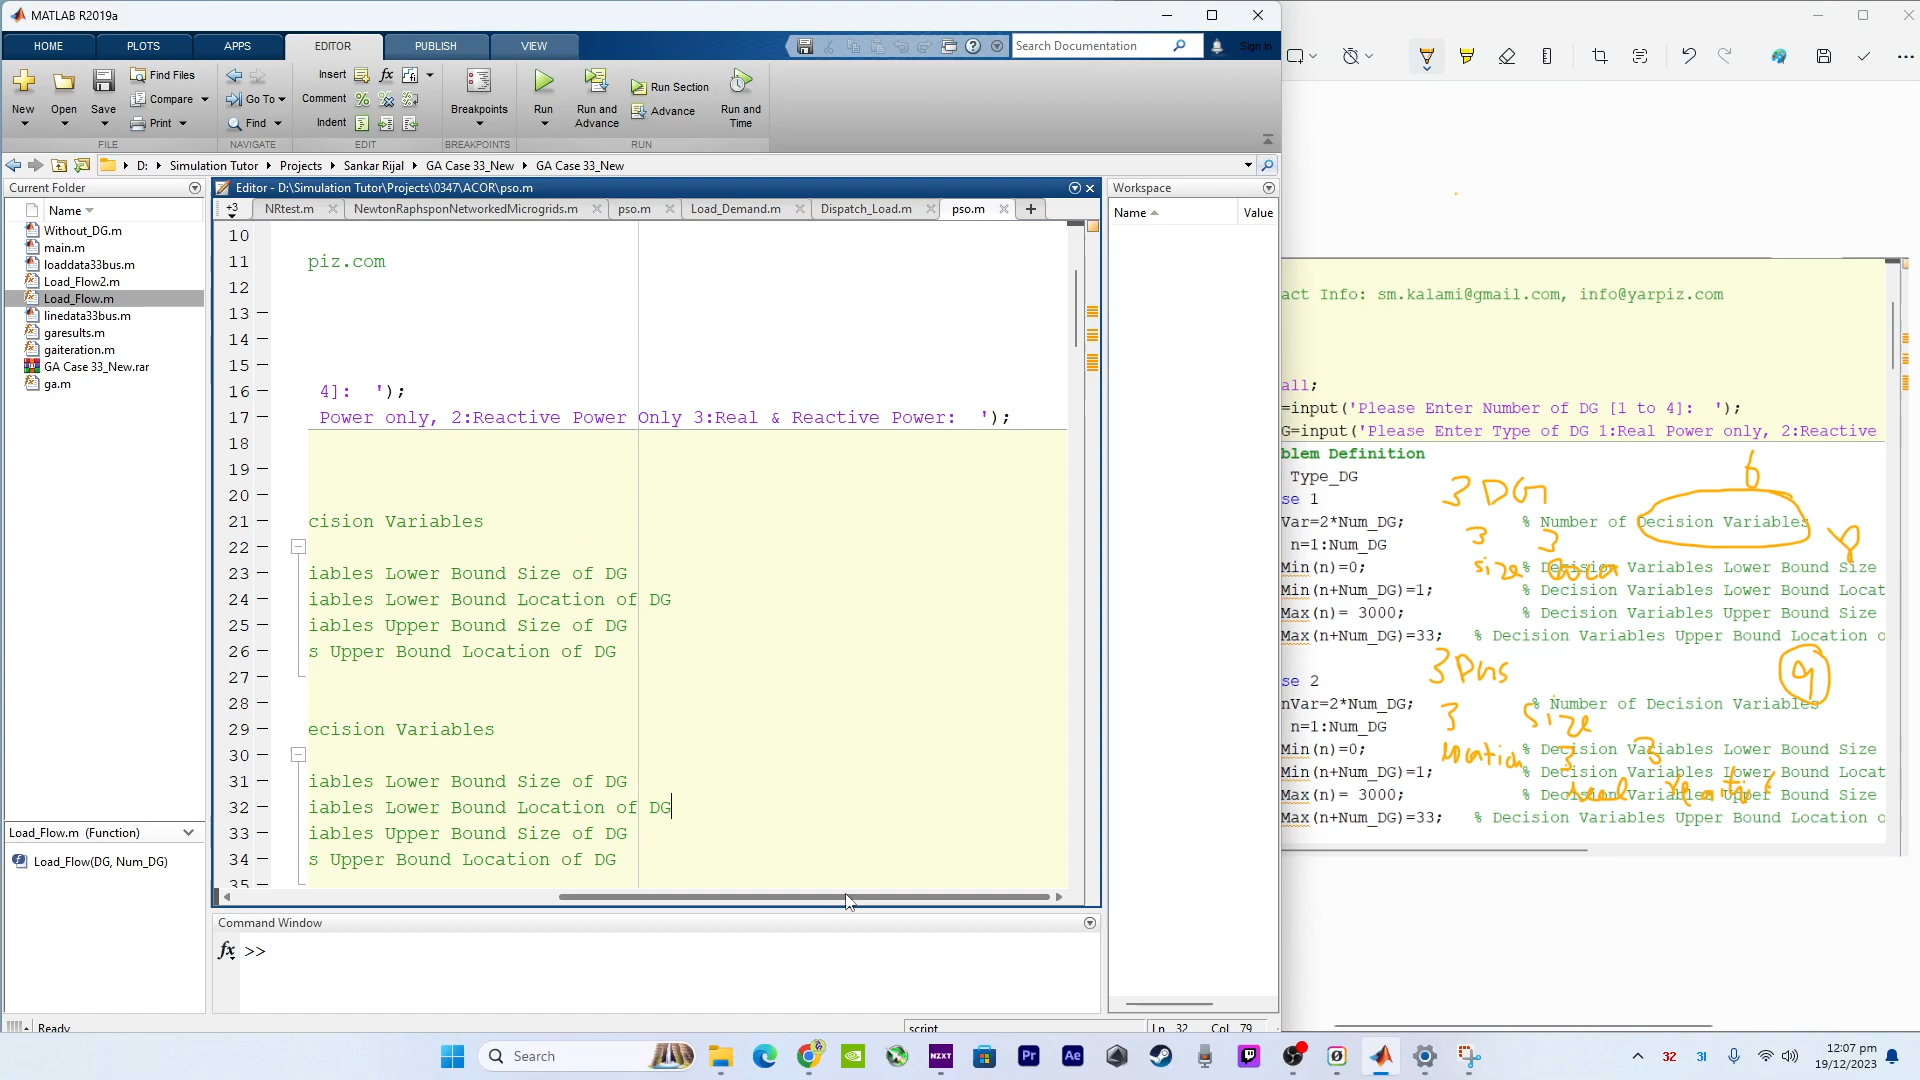 MATLAB R2019a
HOME
PLOTS
APPS
EDITOR
PUBLISH
VIEW
Search Documentation
Sign In
New
Open
Save
Find Files
Compare
Print
Go To
Find
Insert
Comment
Indent
Breakpoints
Run
Run and Advance
Run Section
Advance
Run and Time
FILE
NAVIGATE
EDIT
BREAKPOINTS
RUN
D: Simulation Tutor Projects Sankar Rijal GA Case 33_New GA Case 33_New
Current Folder
Name
Without_DG.m
main.m
loaddata33bus.m
Load_Flow2.m
Load_Flow.m
linedata33bus.m
garesults.m
gaiteration.m
GA Case 33_New.rar
ga.m
Load_Flow.m (Function)
Load_Flow(DG, Num_DG)
Editor - D:\Simulation Tutor\Projects\0347\ACOR\pso.m
+3 NRtest.m NewtonRaphsponNetworkedMicrogrids.m pso.m Load_Demand.m Dispatch_Load.m pso.m
10
11 piz.com
12
13
14
15
16 4]:  ');
17 Power only, 2:Reactive Power Only 3:Real & Reactive Power:  ');
18
19
20
21 cision Variables
22
23 iables Lower Bound Size of DG
24 iables Lower Bound Location of DG
25 iables Upper Bound Size of DG
26 s Upper Bound Location of DG
27
28
29 ecision Variables
30
31 iables Lower Bound Size of DG
32 iables Lower Bound Location of DG
33 iables Upper Bound Size of DG
34 s Upper Bound Location of DG
35
Command Window
fx >>
Workspace
Name Value
Ready
script
Ln 32 Col 79
act Info: sm.kalami@gmail.com, info@yarpiz.com
all;
=input('Please Enter Number of DG [1 to 4]:  ');
G=input('Please Enter Type of DG 1:Real Power only, 2:Reactive
blem Definition
Type_DG
se 1
Var=2*Num_DG; % Number of Decision Variables
n=1:Num_DG
Min(n)=0; % Decision Variables Lower Bound Size
Min(n+Num_DG)=1; % Decision Variables Lower Bound Locat
Max(n)= 3000; % Decision Variables Upper Bound Size
Max(n+Num_DG)=33; % Decision Variables Upper Bound Location o
se 2
nVar=2*Num_DG; % Number of Decision Variables
n=1:Num_DG
Min(n)=0; % Decision Variables Lower Bound Size
Min(n+Num_DG)=1; % Decision Variables Lower Bound Locat
Max(n)= 3000; % Decision Variables Upper Bound Size
Max(n+Num_DG)=33; % Decision Variables Upper Bound Location o
6
3 DG
3 3
size
3 DGs
9
3 size
location 3 3
real
Search
32
31
12:07 pm
19/12/2023